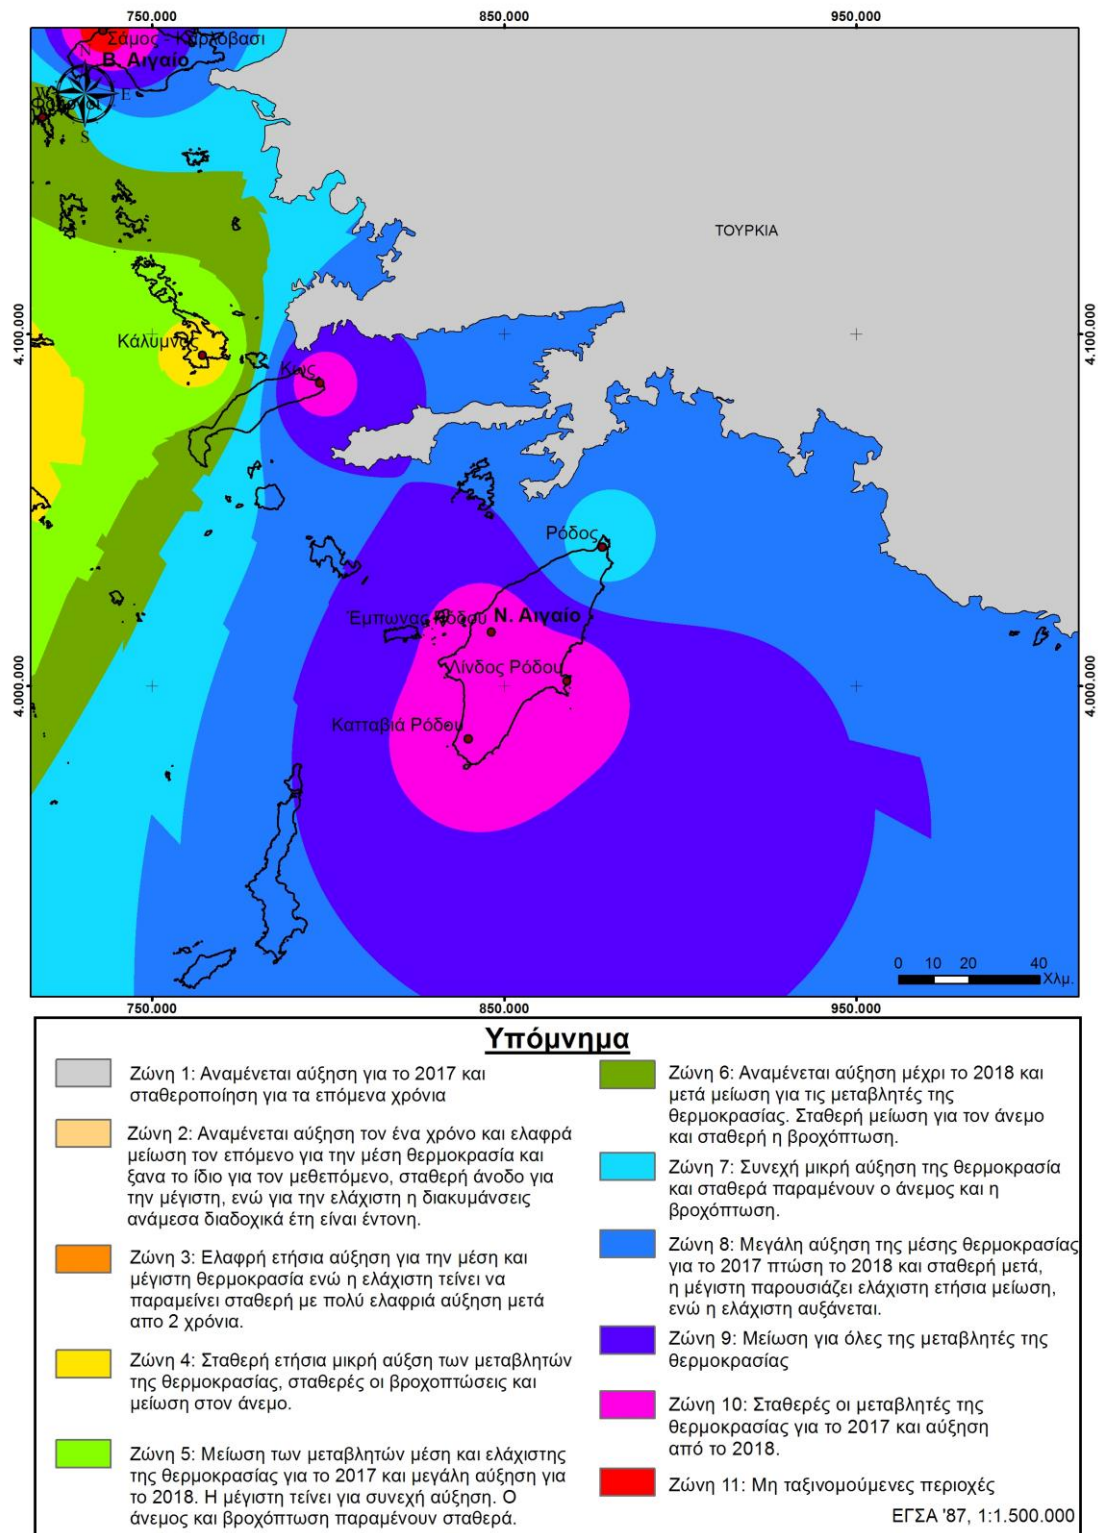 750.000 850.000 950.000
Σάμος - Καρλόβασι
N
Β. Αιγαίο
W E
S
ΤΟΥΡΚΙΑ
4.100.000 4.100.000
Κάλυμνος
Κως
Ρόδος
Έμπωνας Ρόδου Ν. Αιγαίο
Λίνδος Ρόδου
4.000.000 4.000.000
Κατταβιά Ρόδου
0 10 20 40
Χλμ.
750.000 850.000 950.000
Υπόμνημα
Ζώνη 1: Αναμένεται αύξηση για το 2017 και
σταθεροποίηση για τα επόμενα χρόνια
Ζώνη 2: Αναμένεται αύξηση τον ένα χρόνο και ελαφρά
μείωση τον επόμενο για την μέση θερμοκρασία και
ξανα το ίδιο για τον μεθεπόμενο, σταθερή άνοδο για
την μέγιστη, ενώ για την ελάχιστη η διακυμάνσεις
ανάμεσα διαδοχικά έτη είναι έντονη.
Ζώνη 3: Ελαφρή ετήσια αύξηση για την μέση και
μέγιστη θερμοκρασία ενώ η ελάχιστη τείνει να
παραμείνει σταθερή με πολύ ελαφριά αύξηση μετά
απο 2 χρόνια.
Ζώνη 4: Σταθερή ετήσια μικρή αύξση των μεταβλητών
της θερμοκρασίας, σταθερές οι βροχοπτώσεις και
μείωση στον άνεμο.
Ζώνη 5: Μείωση των μεταβλητών μέση και ελάχιστης
της θερμοκρασίας για το 2017 και μεγάλη αύξηση για
το 2018. Η μέγιστη τείνει για συνεχή αύξηση. Ο
άνεμος και βροχόπτωση παραμένουν σταθερά.
Ζώνη 6: Αναμένεται αύξηση μέχρι το 2018 και
μετά μείωση για τις μεταβλητές της
θερμοκρασίας. Σταθερή μείωση για τον άνεμο
και σταθερή η βροχόπτωση.
Ζώνη 7: Συνεχή μικρή αύξηση της θερμοκρασία
και σταθερά παραμένουν ο άνεμος και η
βροχόπτωση.
Ζώνη 8: Μεγάλη αύξηση της μέσης θερμοκρασίας
για το 2017 πτώση το 2018 και σταθερή μετά,
η μέγιστη παρουσιάζει ελάχιστη ετήσια μείωση,
ενώ η ελάχιστη αυξάνεται.
Ζώνη 9: Μείωση για όλες της μεταβλητές της
θερμοκρασίας
Ζώνη 10: Σταθερές οι μεταβλητές της
θερμοκρασίας για το 2017 και αύξηση
από το 2018.
Ζώνη 11: Μη ταξινομούμενες περιοχές
ΕΓΣΑ '87, 1:1.500.000